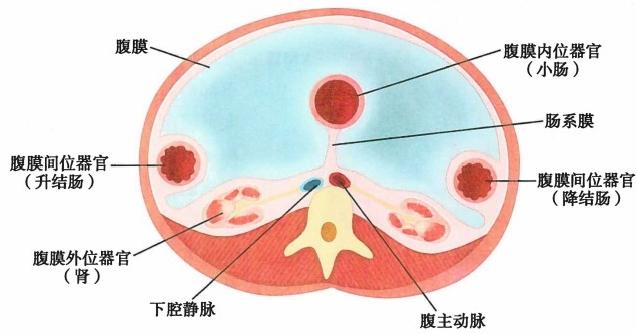 腹膜
腹膜内位器官
（小肠）
肠系膜
腹膜间位器官
（升结肠）
腹膜间位器官
（降结肠）
腹膜外位器官
（肾）
下腔静脉
腹主动脉